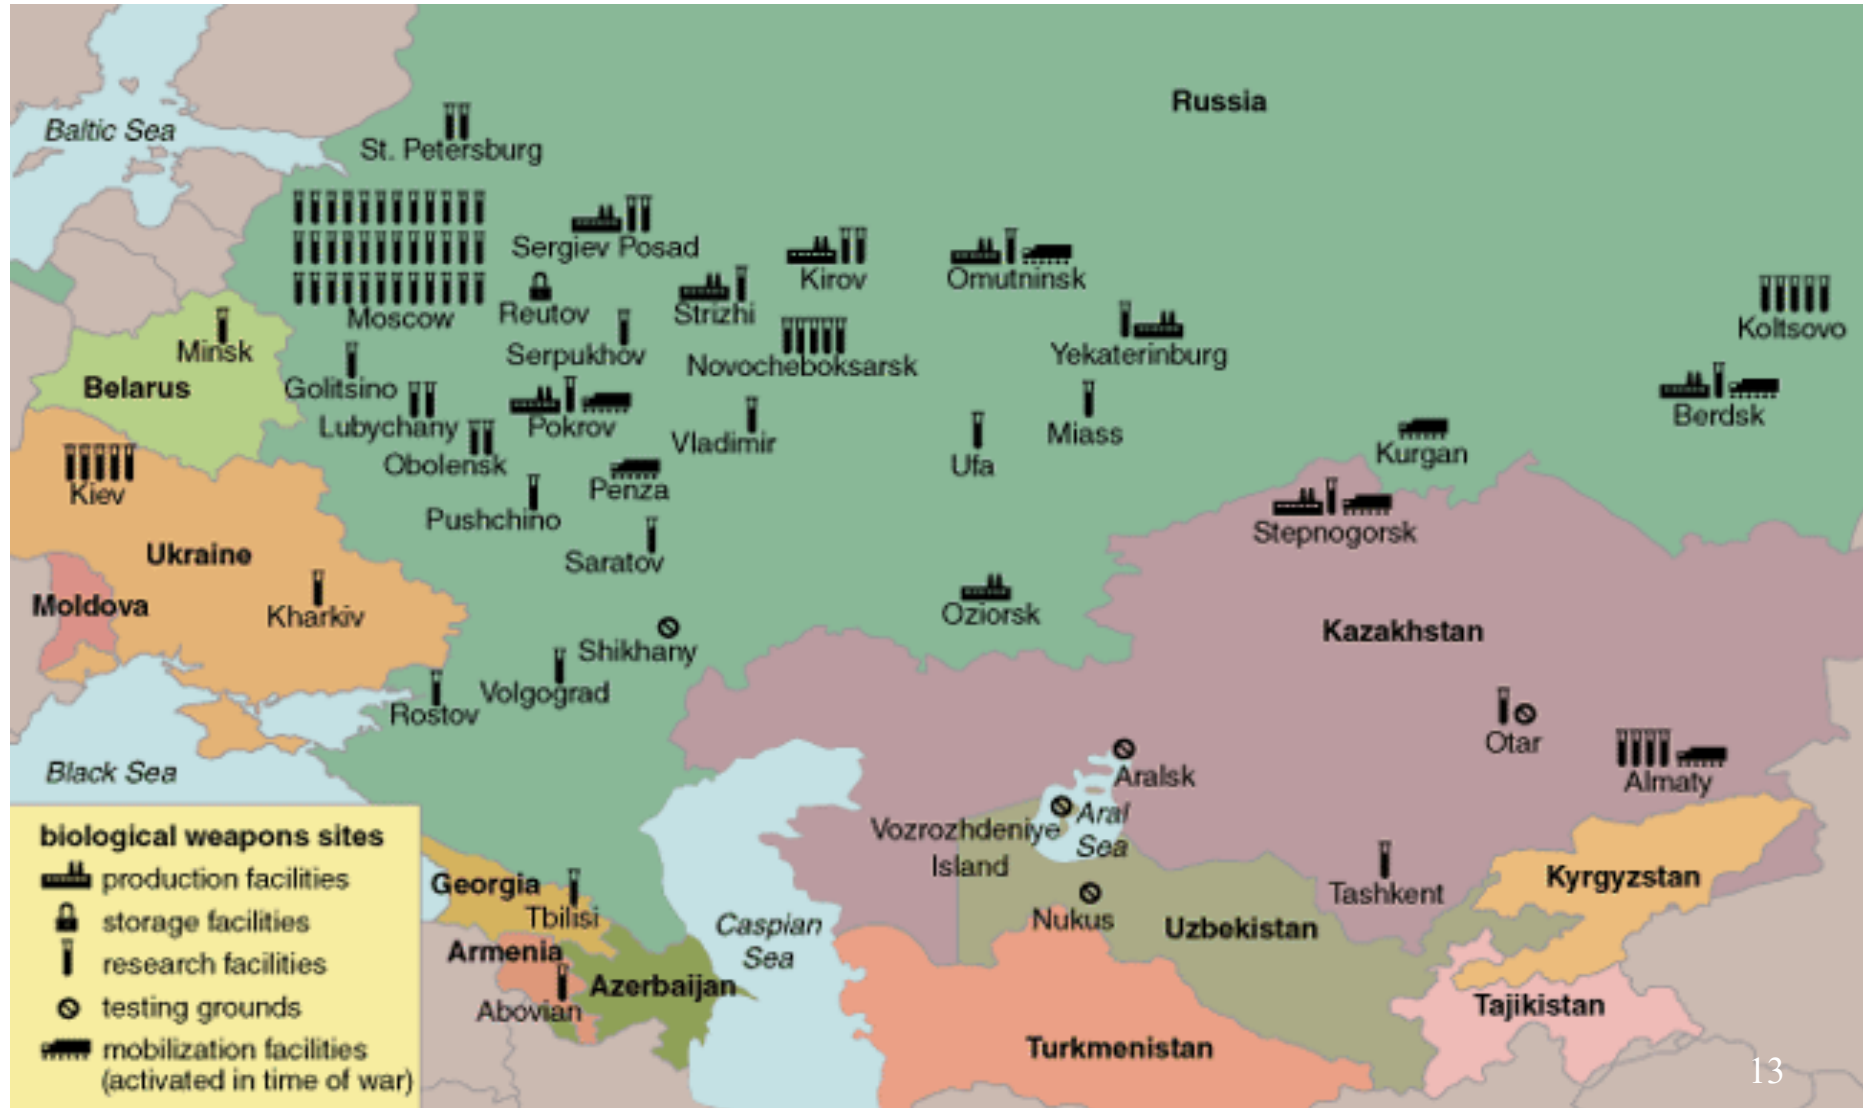 Russia
Baltic Sea
St. Petersburg
Sergiev Posad
Kirov
Omutninsk
Moscow
Reutov
Strizhi
Koltsovo
Minsk
Serpukhov
Novocheboksarsk
Yekaterinburg
Belarus
Golitsino
Lubychany
Pokrov
Vladimir
Miass
Berdsk
Obolensk
Ufa
Kurgan
Kiev
Penza
Pushchino
Stepnogorsk
Ukraine
Saratov
Moldova
Kharkiv
Oziorsk
Kazakhstan
Shikhany
Volgograd
Rostov
Otar
Black Sea
Aralsk
Almaty
Vozrozhdeniye
Island
Aral
Sea
Georgia
Tbilisi
Tashkent
Kyrgyzstan
Caspian
Sea
Nukus
Uzbekistan
Armenia
Azerbaijan
Abovian
Tajikistan
Turkmenistan
biological weapons sites
production facilities
storage facilities
research facilities
testing grounds
mobilization facilities
(activated in time of war)
13